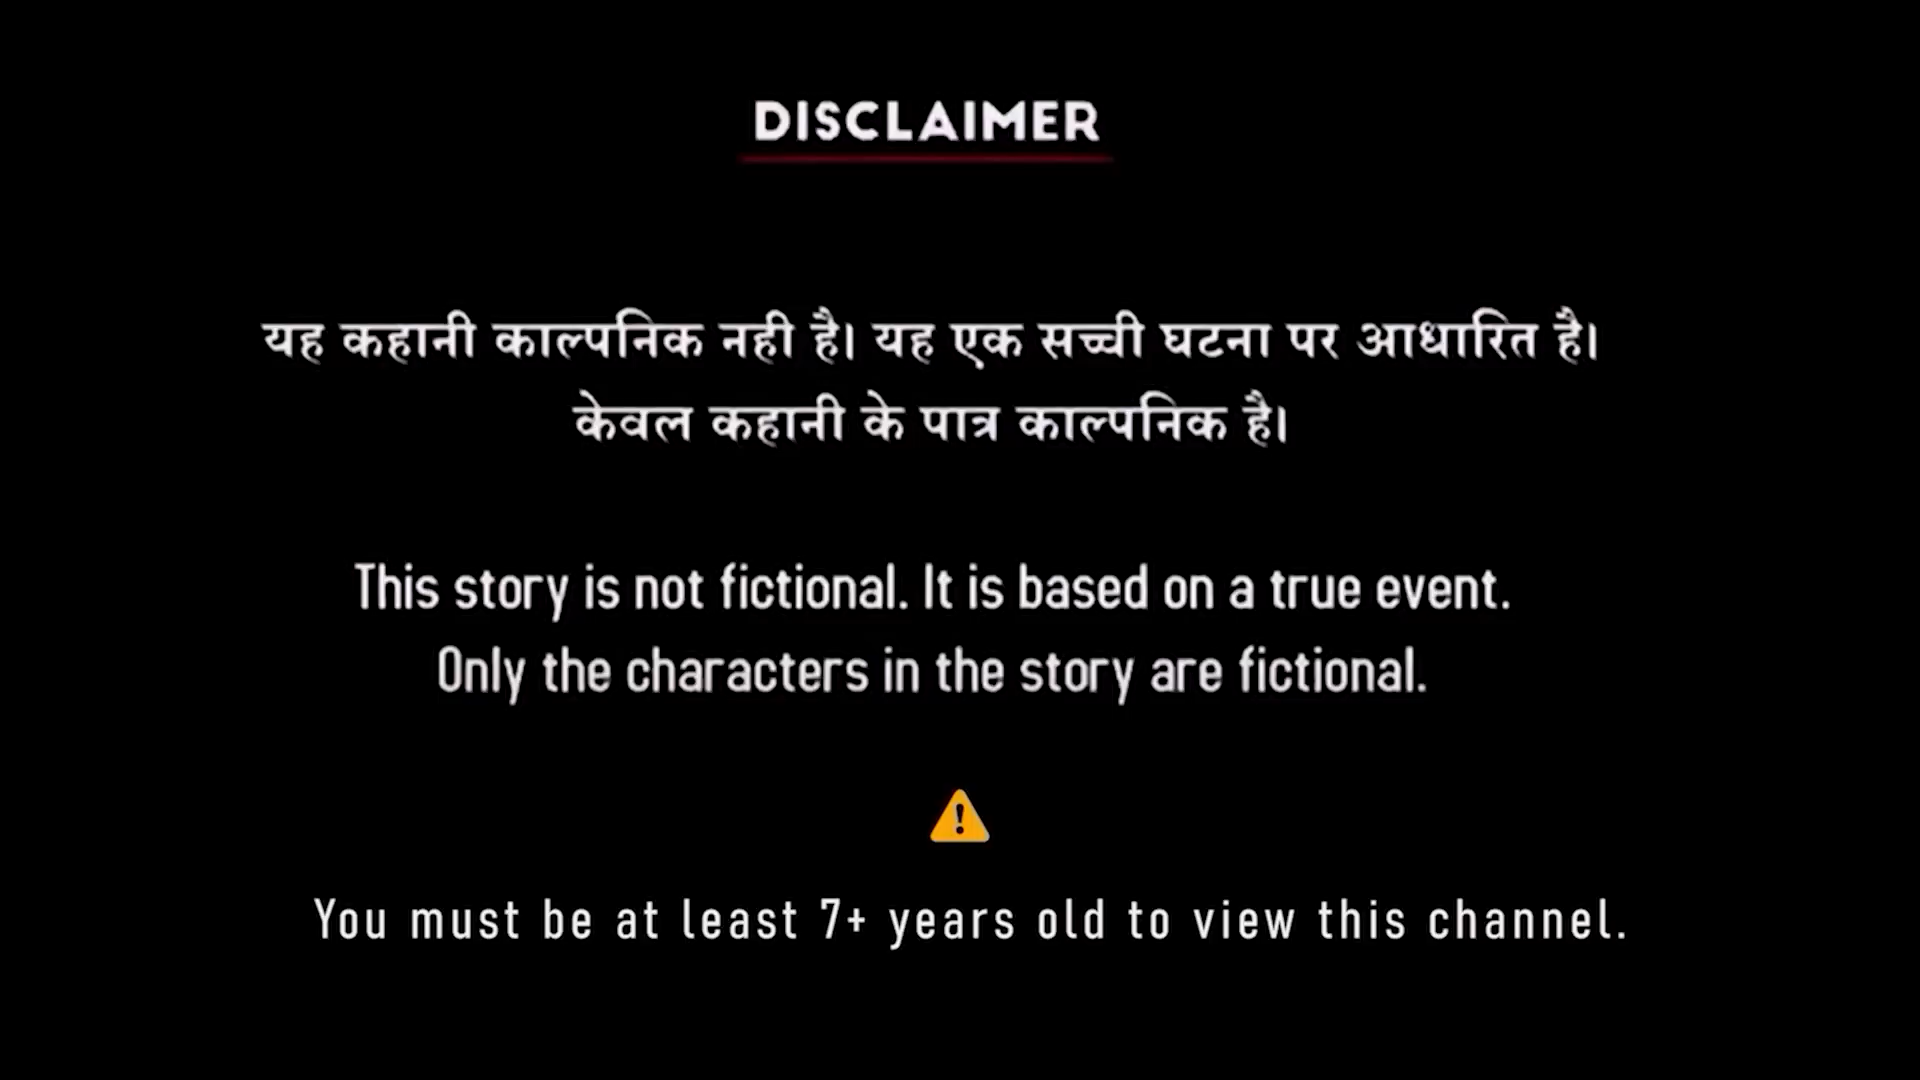 DISCLAIMER
यह कहानी काल्पनिक नही है। यह एक सच्ची घटना पर आधारित है।
केवल कहानी के पात्र काल्पनिक है।
This story is not fictional. It is based on a true event.
Only the characters in the story are fictional.
You must be at least 7+ years old to view this channel.